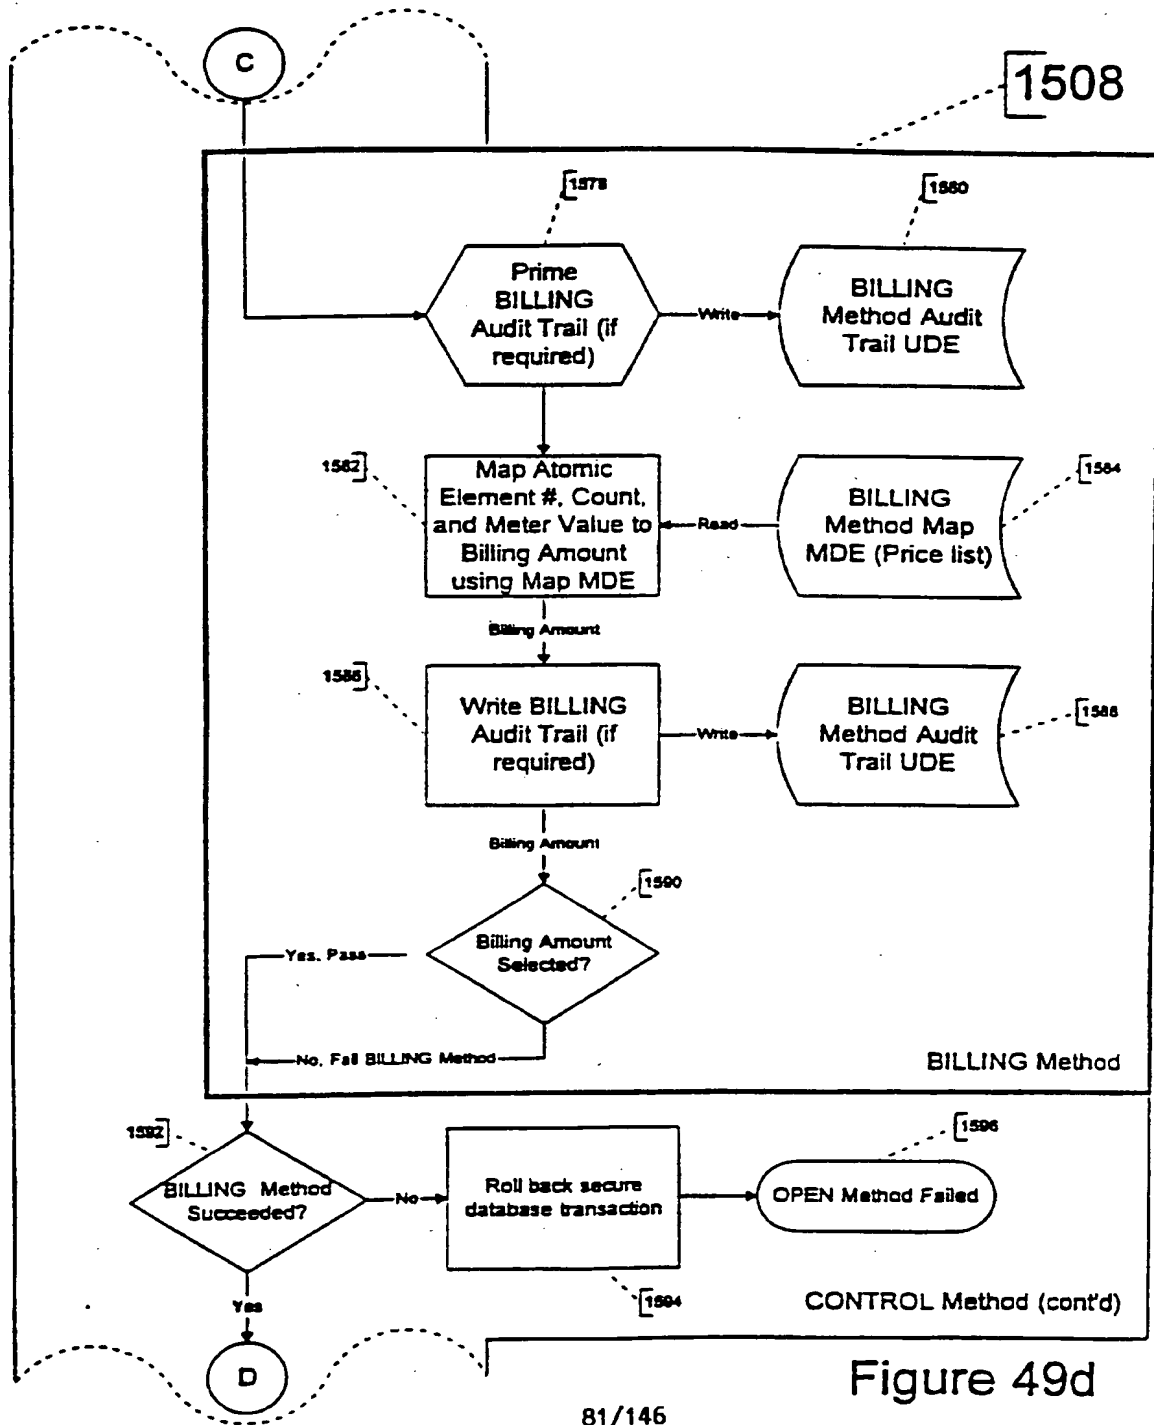 C
1508
1578
1580
Prime
BILLING
Audit Trail (if
required)
Write
BILLING
Method Audit
Trail UDE
1582
Map Atomic
Element #, Count,
and Meter Value to
Billing Amount
using Map MDE
Read
BILLING
Method Map
MDE (Price list)
1584
Billing Amount
1586
Write BILLING
Audit Trail (if
required)
Write
BILLING
Method Audit
Trail UDE
1588
Billing Amount
1590
Billing Amount
Selected?
Yes, Pass
No, Fail BILLING Method
BILLING Method
1592
BILLING Method
Succeeded?
No
Roll back secure
database transaction
1596
OPEN Method Failed
1594
Yes
CONTROL Method (cont'd)
D
Figure 49d
81/146